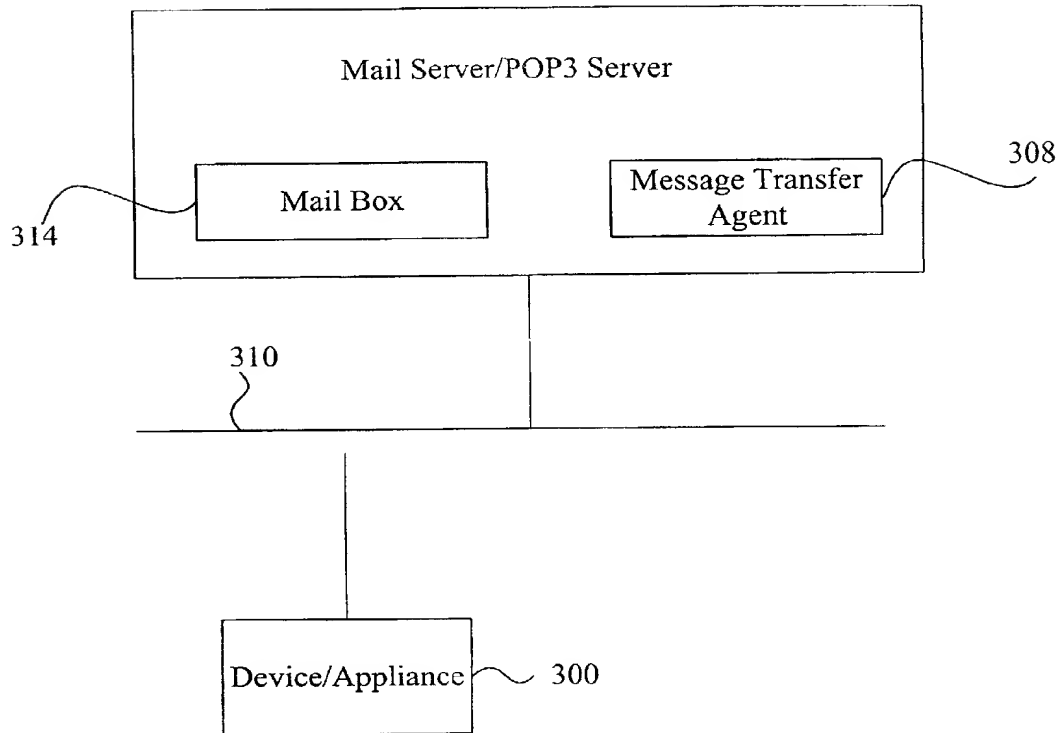 Mail Server/POP3 Server
308
Mail Box
Message Transfer
Agent
314
310
Device/Appliance
300